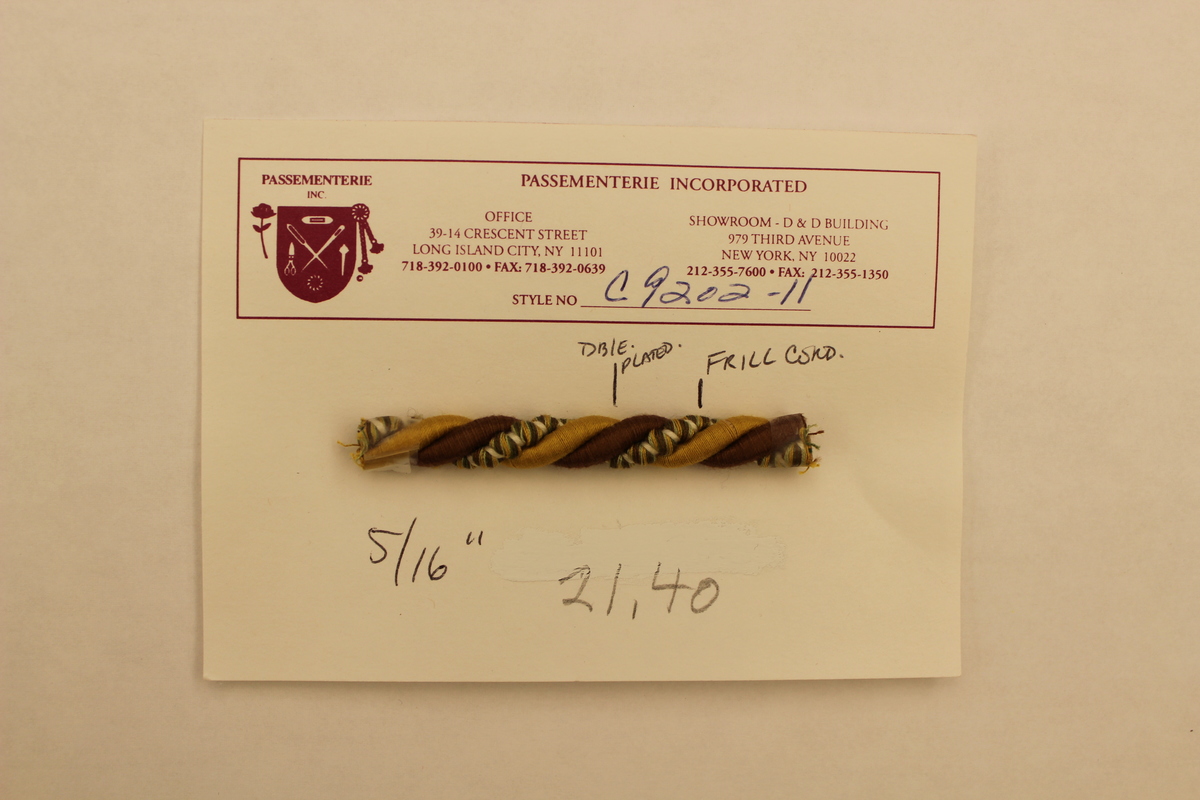 PASSEMENTERIE
INC.
PASSEMENTERIE INCORPORATED
OFFICE
39-14 CRESCENT STREET
LONG ISLAND CITY, NY 11101
718-392-0100 • FAX: 718-392-0639
SHOWROOM - D & D BUILDING
979 THIRD AVENUE
NEW YORK, NY 10022
212-355-7600 • FAX: 212-355-1350
STYLE NO C9202-11
DBlE.
PLATED.
FRILL CORD.
5/16"
21,40